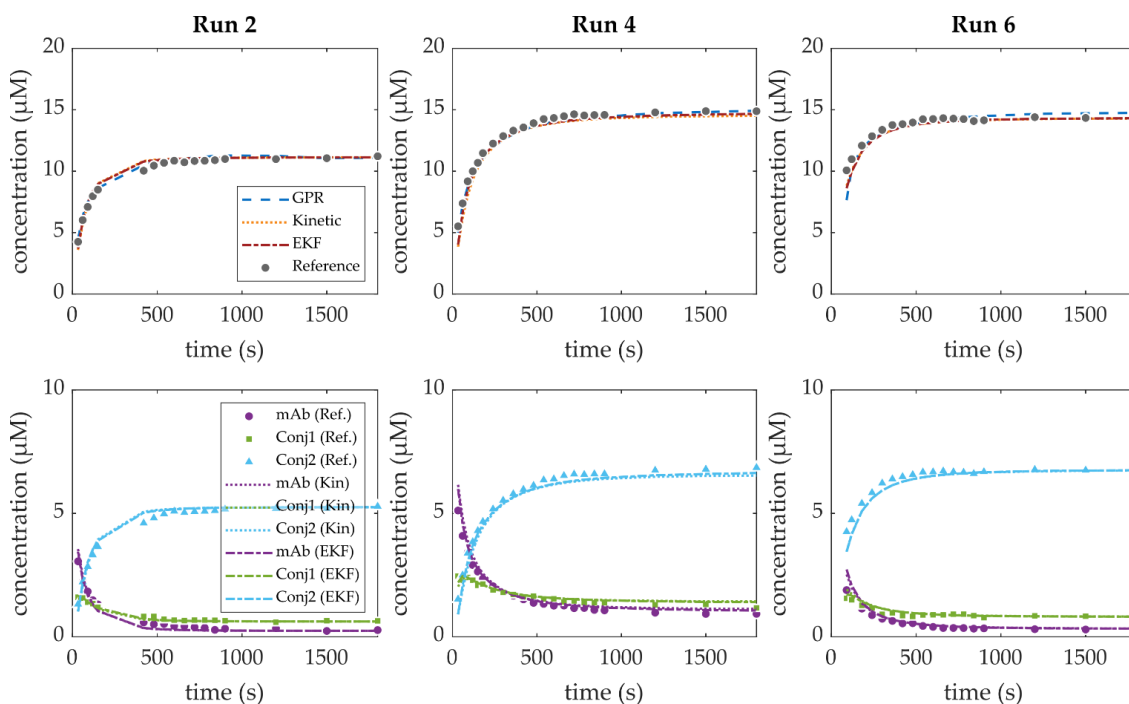 Run 2
Run 4
Run 6
concentration (µM)
20
15
10
5
0
GPR
Kinetic
EKF
Reference
0 500 1000 1500
time (s)
concentration (µM)
20
15
10
5
0
0 500 1000 1500
time (s)
concentration (µM)
20
15
10
5
0
0 500 1000 1500
time (s)
concentration (µM)
10
5
0
mAb (Ref.)
Conj1 (Ref.)
Conj2 (Ref.)
mAb (Kin)
Conj1 (Kin)
Conj2 (Kin)
mAb (EKF)
Conj1 (EKF)
Conj2 (EKF)
0 500 1000 1500
time (s)
concentration (µM)
10
5
0
0 500 1000 1500
time (s)
concentration (µM)
10
5
0
0 500 1000 1500
time (s)